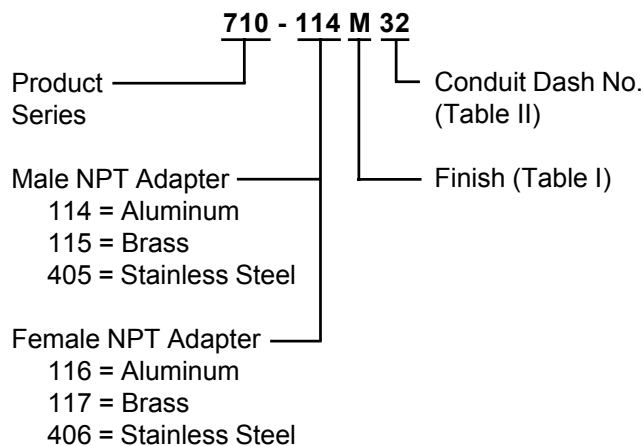 710 - 114 M 32
Product
Series
Conduit Dash No.
(Table II)
Male NPT Adapter
Finish (Table I)
114 = Aluminum
115 = Brass
405 = Stainless Steel
Female NPT Adapter
116 = Aluminum
117 = Brass
406 = Stainless Steel